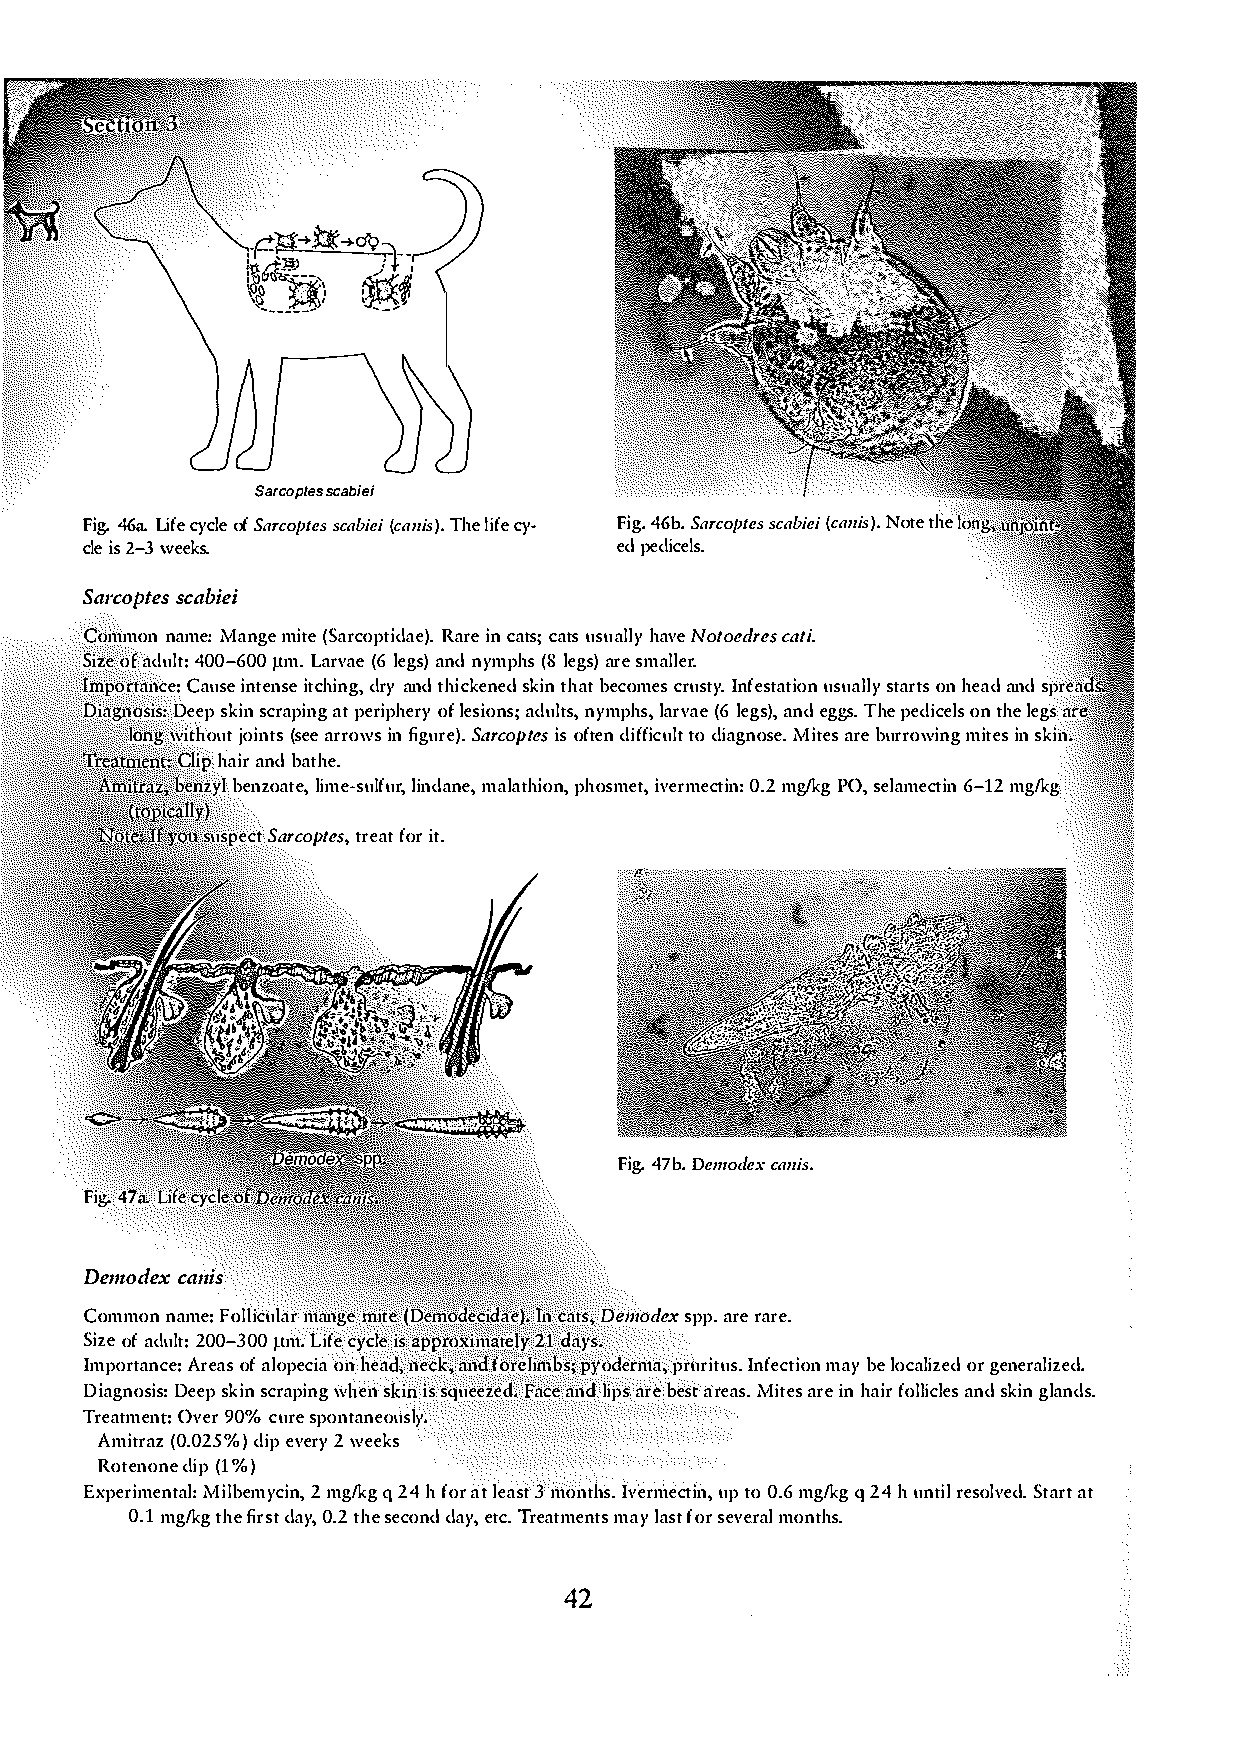 Section 3
Sarcoptes scabiei
Fig. 46a. Life cycle of Sarcoptes scabiei (canis). The life cy-
cle is 2–3 weeks.
Fig. 46b. Sarcoptes scabiei (canis). Note the long, unjoint-
ed pedicels.
Sarcoptes scabiei
Common name: Mange mite (Sarcoptidae). Rare in cats; cats usually have Notoedres cati.
Size of adult: 400–600 µm. Larvae (6 legs) and nymphs (8 legs) are smaller.
Importance: Cause intense itching, dry and thickened skin that becomes crusty. Infestation usually starts on head and spreads.
Diagnosis: Deep skin scraping at periphery of lesions; adults, nymphs, larvae (6 legs), and eggs. The pedicels on the legs are
long without joints (see arrows in figure). Sarcoptes is often difficult to diagnose. Mites are burrowing mites in skin.
Treatment: Clip hair and bathe.
Amitraz, benzyl benzoate, lime-sulfur, lindane, malathion, phosmet, ivermectin: 0.2 mg/kg PO, selamectin 6–12 mg/kg
(topically)
Note: If you suspect Sarcoptes, treat for it.
Demodex spp.
Fig. 47a. Life cycle of Demodex canis.
Fig. 47b. Demodex canis.
Demodex canis
Common name: Follicular mange mite (Demodecidae). In cats, Demodex spp. are rare.
Size of adult: 200–300 µm. Life cycle is approximately 21 days.
Importance: Areas of alopecia on head, neck, and forelimbs; pyoderma, pruritus. Infection may be localized or generalized.
Diagnosis: Deep skin scraping when skin is squeezed. Face and lips are best areas. Mites are in hair follicles and skin glands.
Treatment: Over 90% cure spontaneously.
Amitraz (0.025%) dip every 2 weeks
Rotenone dip (1%)
Experimental: Milbemycin, 2 mg/kg q 24 h for at least 3 months. Ivermectin, up to 0.6 mg/kg q 24 h until resolved. Start at
0.1 mg/kg the first day, 0.2 the second day, etc. Treatments may last for several months.
42